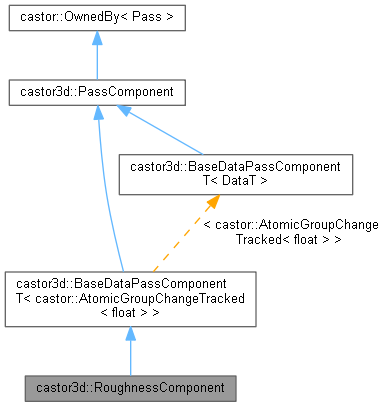 castor::OwnedBy< Pass >
castor3d::PassComponent
castor3d::BaseDataPassComponent
T< DataT >
< castor::AtomicGroupChange
Tracked< float > >
castor3d::BaseDataPassComponent
T< castor::AtomicGroupChangeTracked
< float > >
castor3d::RoughnessComponent